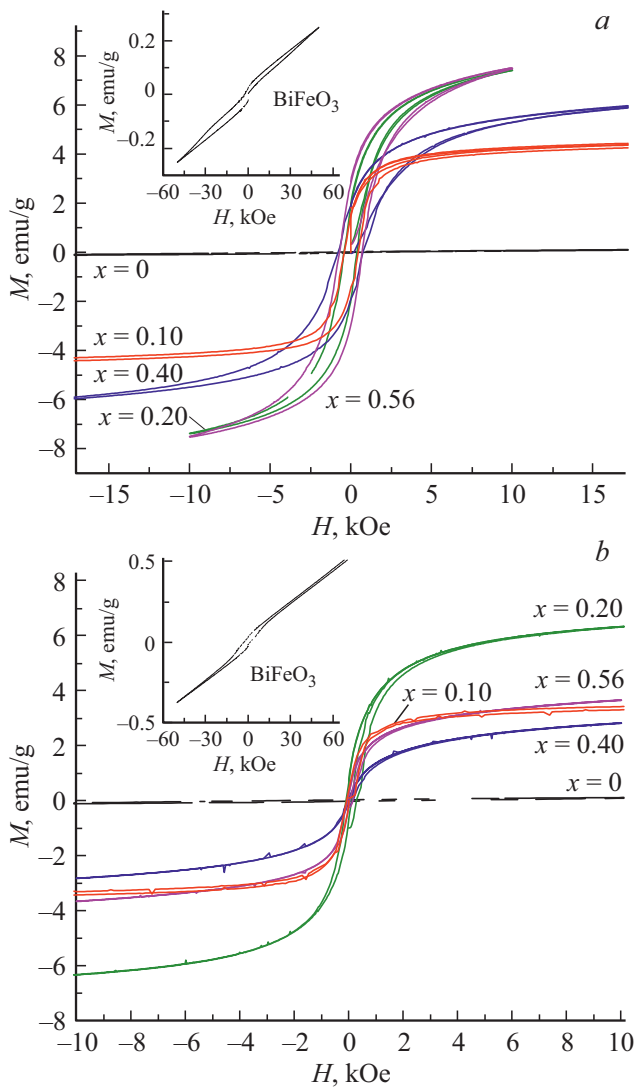 a
8
6
4
2
0
–2
–4
–6
–8
M, emu/g
–15
–10
–5
0
5
10
15
H, kOe
0.2
0
–0.2
M, emu/g
–60
–30
0
30
60
H, kOe
BiFeO3
x = 0
x = 0.10
x = 0.40
x = 0.20
x = 0.56
b
8
6
4
2
0
–2
–4
–6
–8
M, emu/g
–10
–8
–6
–4
–2
0
2
4
6
8
10
H, kOe
0.5
0
–0.5
M, emu/g
–60
–30
0
30
60
H, kOe
BiFeO3
x = 0.20
x = 0.56
x = 0.10
x = 0.40
x = 0